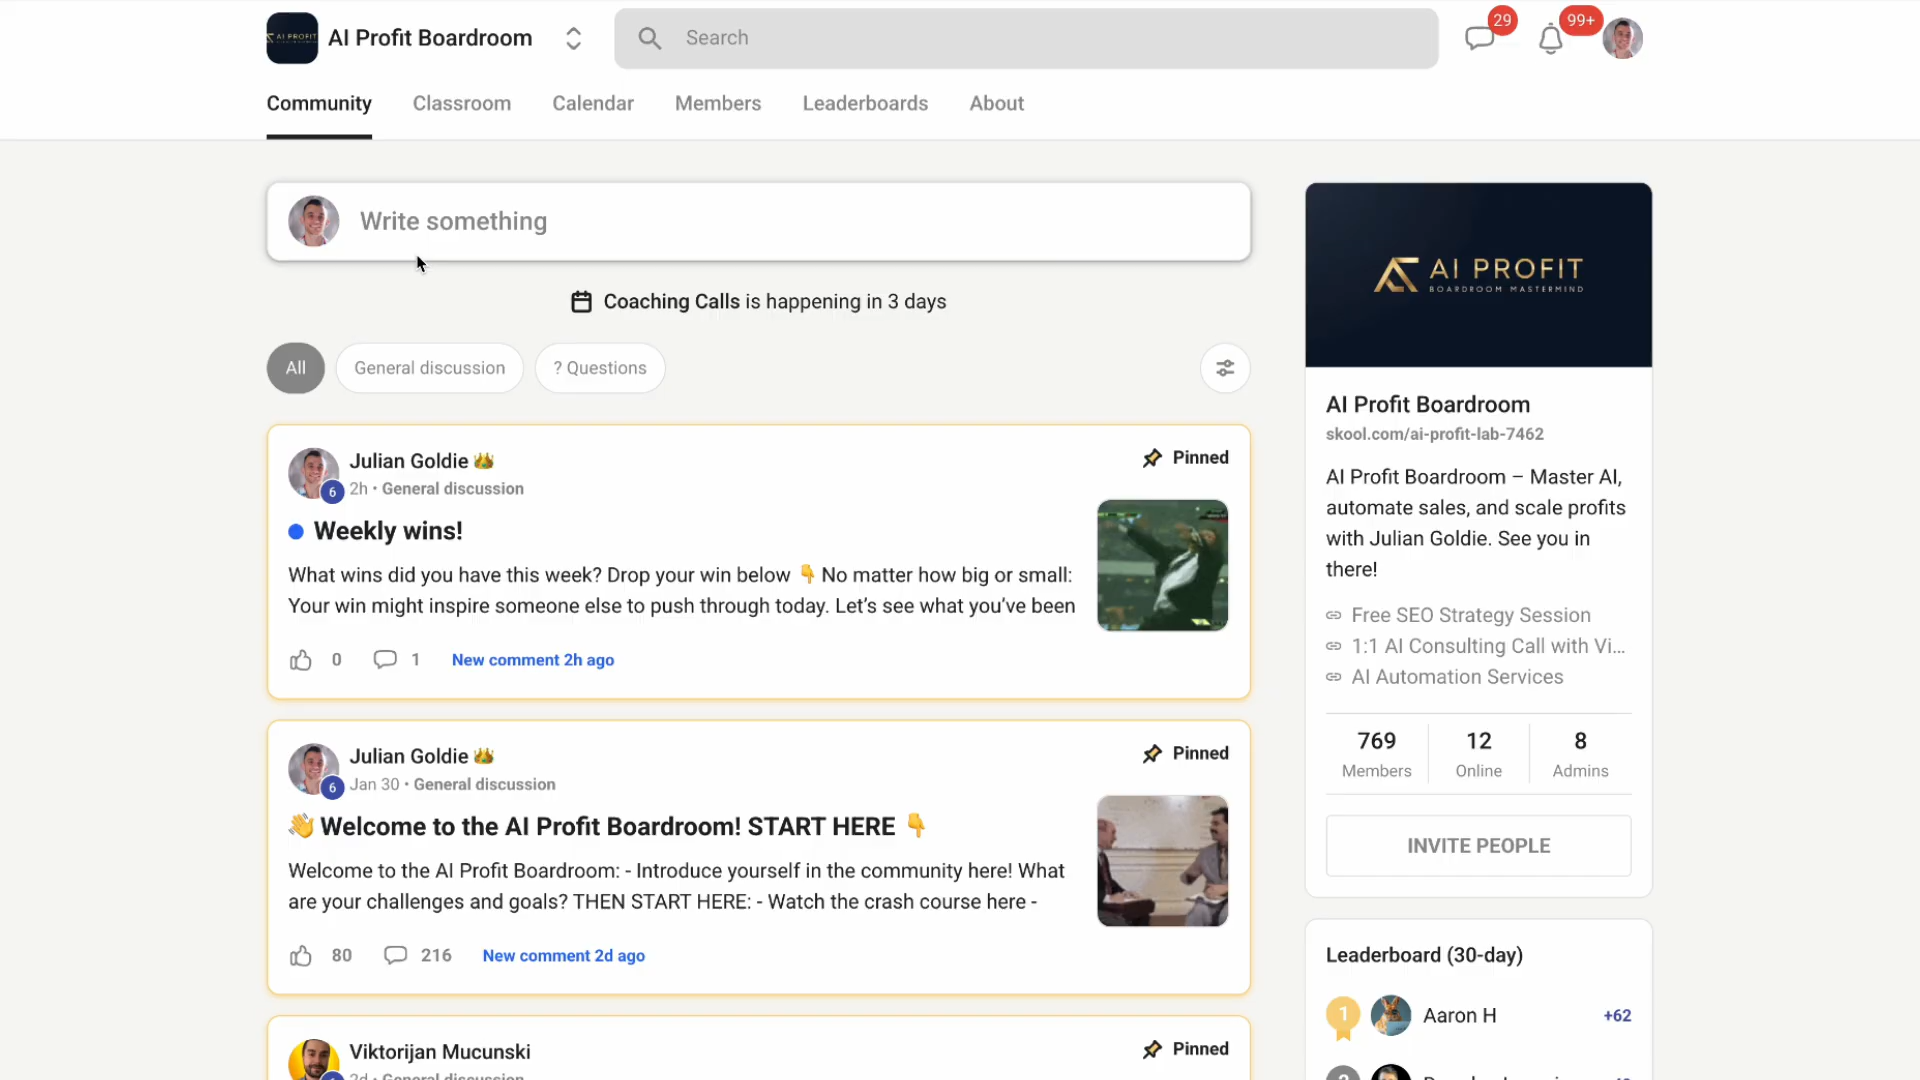 AI PROFIT
AI Profit Boardroom
Search
29
99+
Community
Classroom
Calendar
Members
Leaderboards
About
Write something
Coaching Calls is happening in 3 days
All
General discussion
? Questions
Julian Goldie
6
2h • General discussion
Pinned
Weekly wins!
What wins did you have this week? Drop your win below 👇 No matter how big or small:
Your win might inspire someone else to push through today. Let's see what you've been
0
1
New comment 2h ago
Julian Goldie
6
Jan 30 • General discussion
Pinned
👋 Welcome to the AI Profit Boardroom! START HERE 👇
Welcome to the AI Profit Boardroom: - Introduce yourself in the community here! What
are your challenges and goals? THEN START HERE: - Watch the crash course here -
80
216
New comment 2d ago
Viktorijan Mucunski
2d • General discussion
Pinned
AI PROFIT
BOARDROOM MASTERMIND
AI Profit Boardroom
skool.com/ai-profit-lab-7462
AI Profit Boardroom – Master AI,
automate sales, and scale profits
with Julian Goldie. See you in
there!
Free SEO Strategy Session
1:1 AI Consulting Call with Vi...
AI Automation Services
769
Members
12
Online
8
Admins
INVITE PEOPLE
Leaderboard (30-day)
1
Aaron H
+62
2